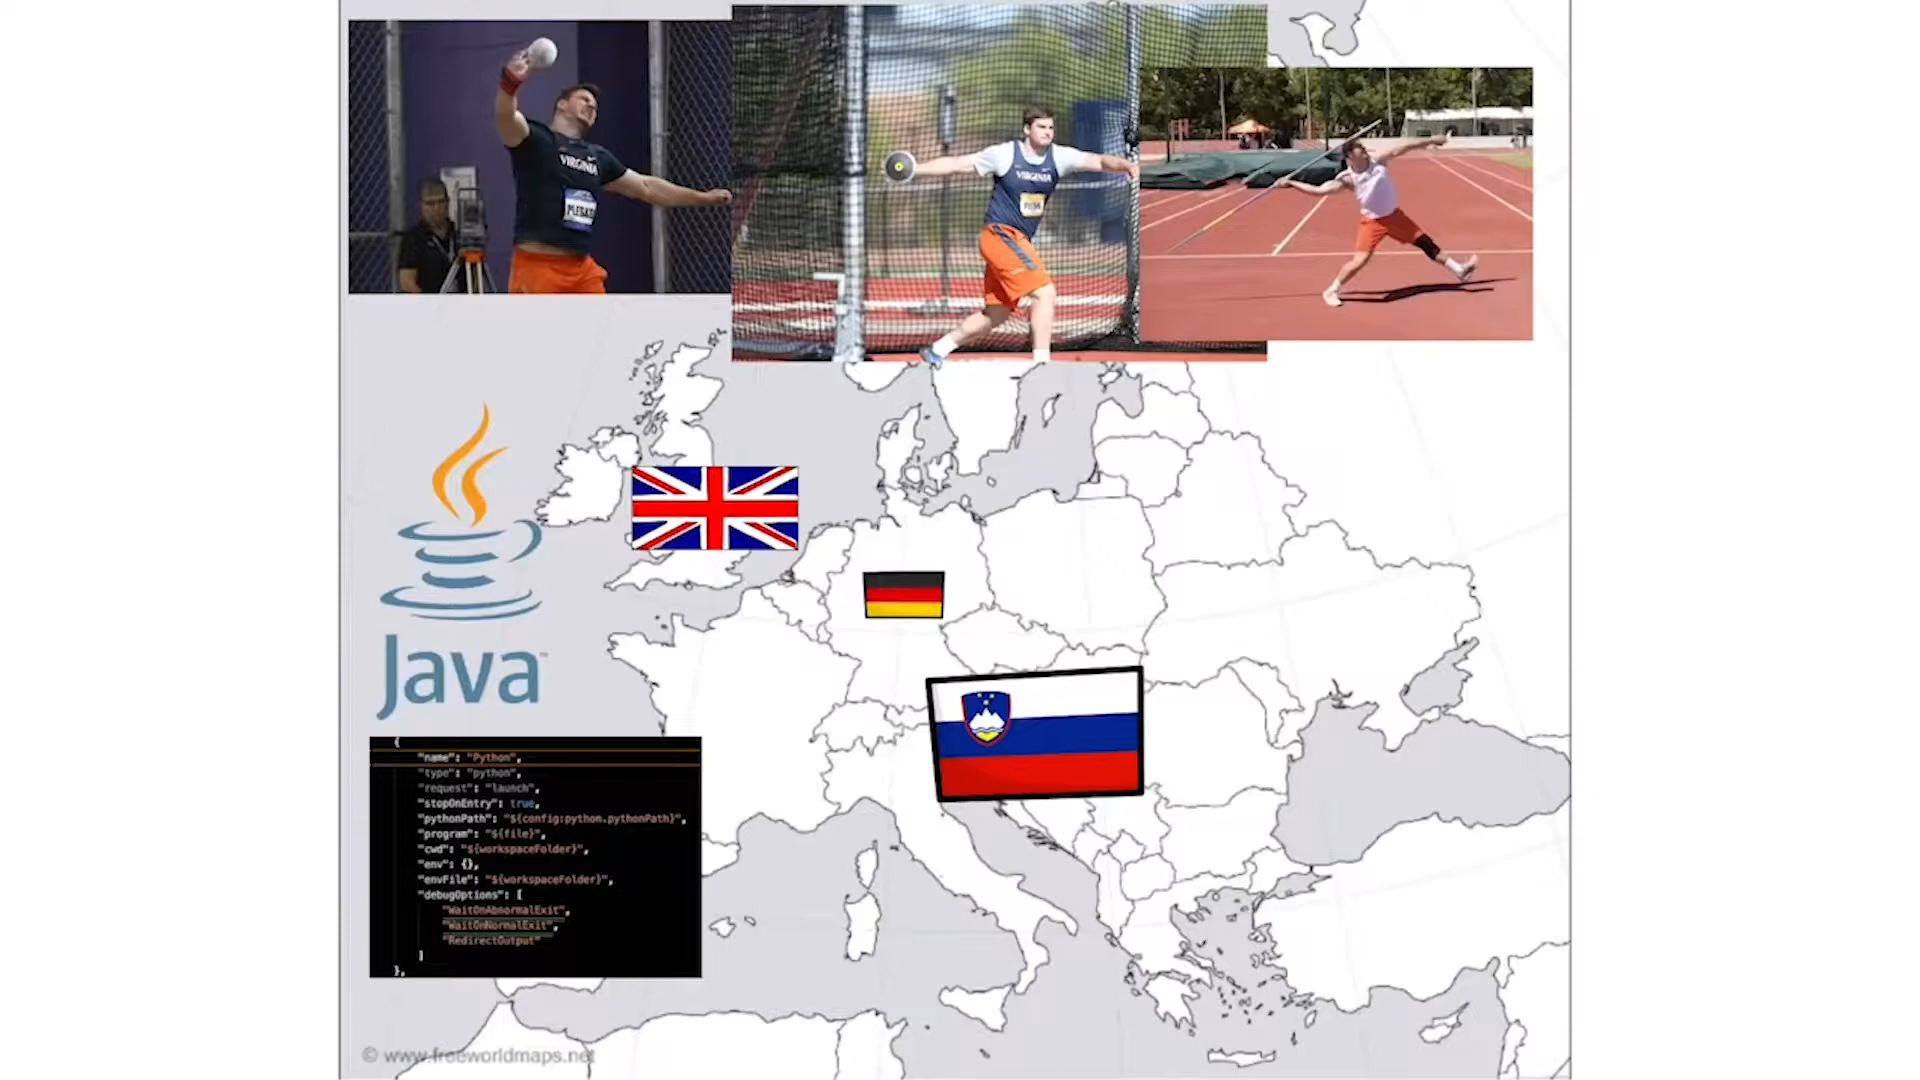 VIRGINIA
VIRGINIA
Java™
{
"name": "Python",
"type": "python",
"request": "launch",
"stopOnEntry": true,
"pythonPath": "${config:python.pythonPath}",
"program": "${file}",
"cwd": "${workspaceFolder}",
"env": {},
"envFile": "${workspaceFolder}",
"debugOptions": [
"WaitOnAbnormalExit",
"WaitOnNormalExit",
"RedirectOutput"
]
},
© www.freeworldmaps.net